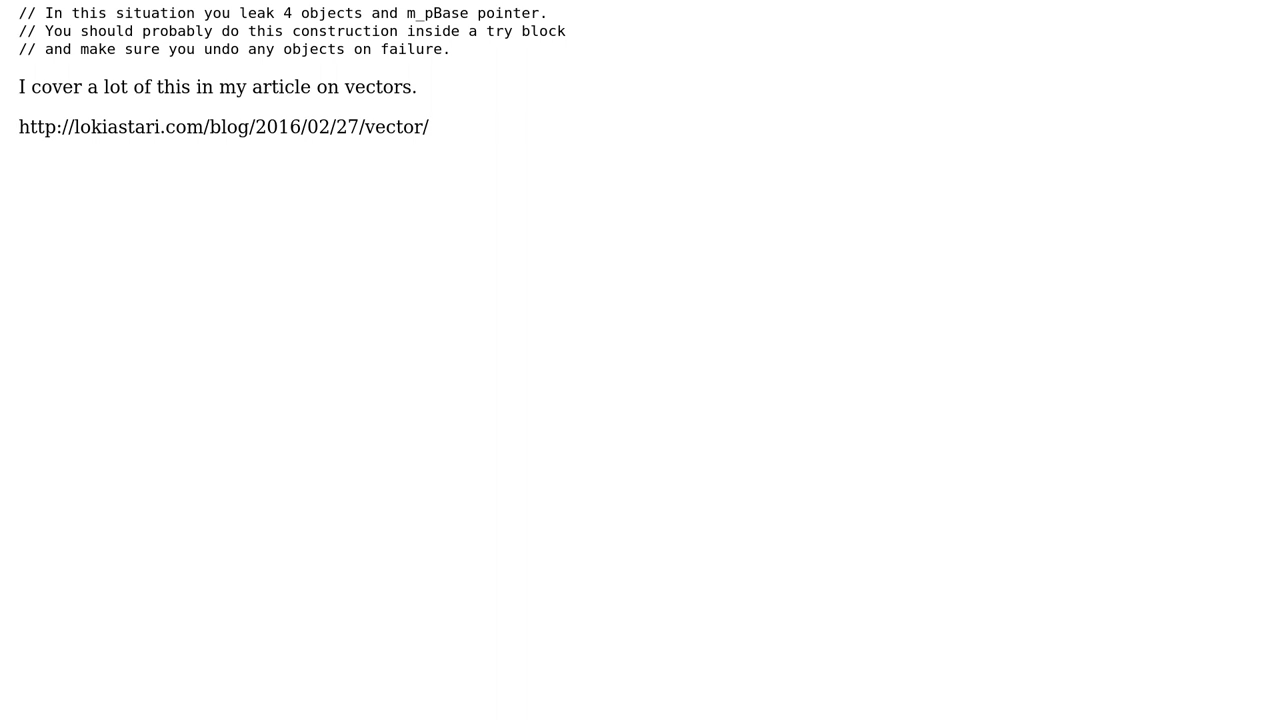 // In this situation you leak 4 objects and m_pBase pointer.
// You should probably do this construction inside a try block
// and make sure you undo any objects on failure.
I cover a lot of this in my article on vectors.
http://lokiastari.com/blog/2016/02/27/vector/